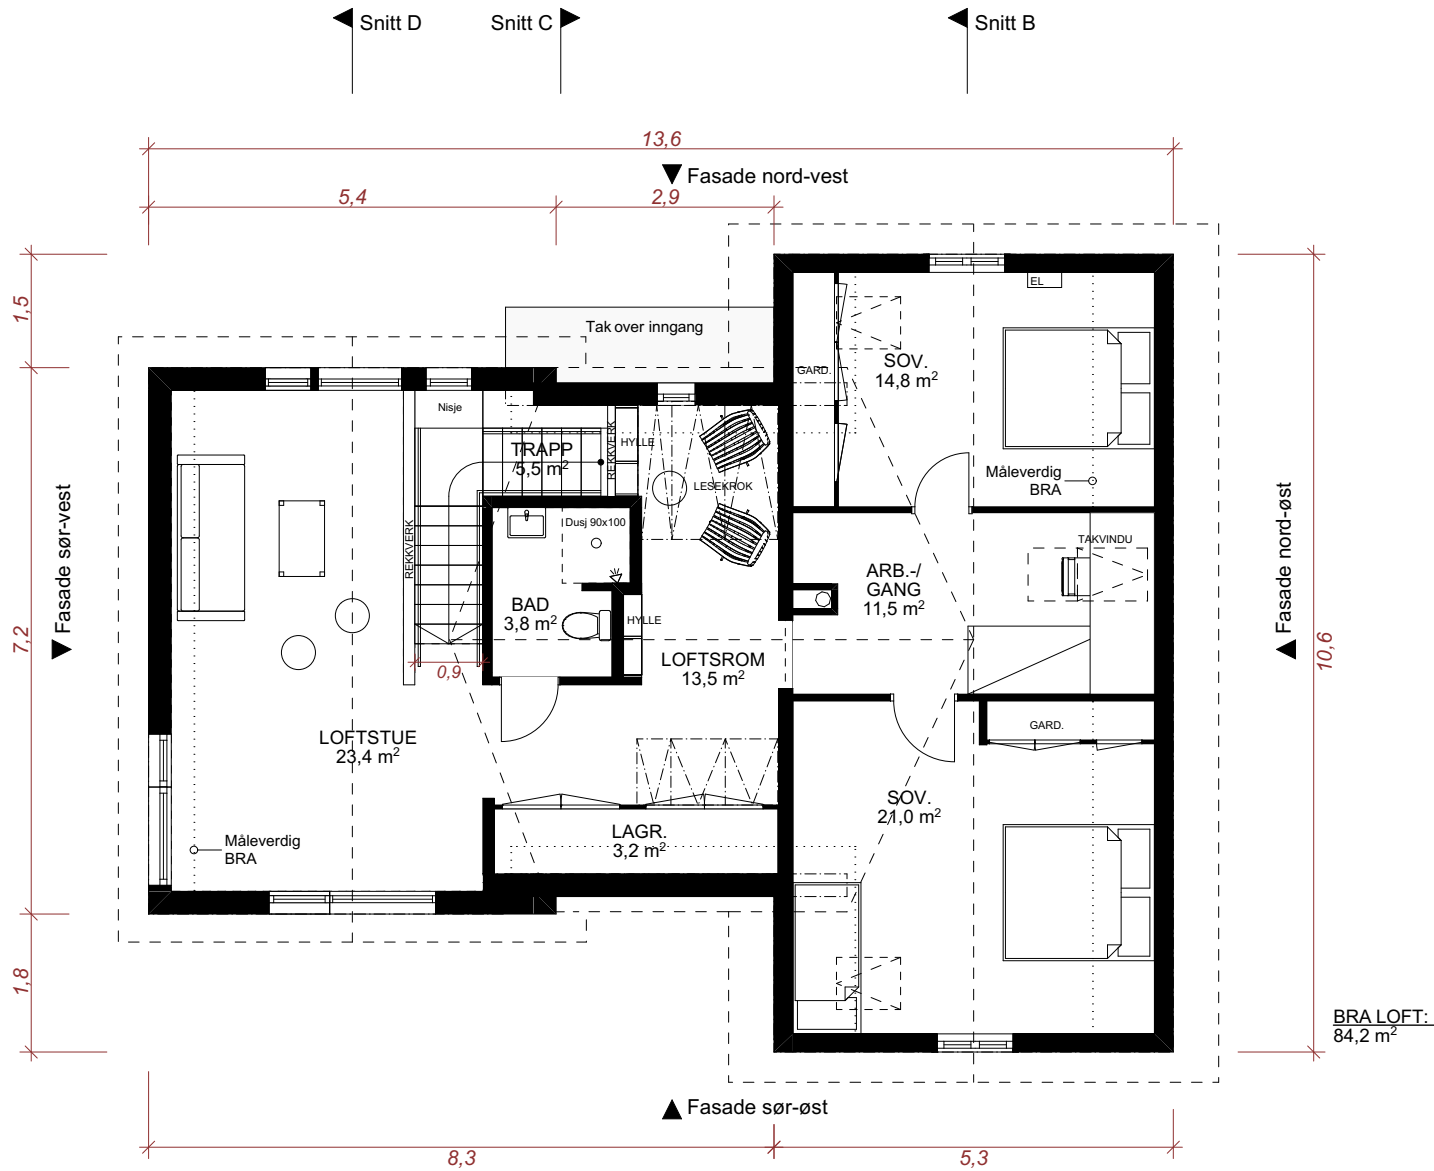 Snitt D
Snitt C
Snitt B
13,6
Fasade nord-vest
5,4
2,9
1,5
Tak over inngang
EL
SOV.
14,8 m²
GARD.
Nisje
TRAPP
5,5 m²
REKKVERK
HYLLE
LESEKROK
Måleverdig
BRA
Dusj 90x100
REKKVERK
TAKVINDU
ARB.-/
GANG
11,5 m²
BAD
3,8 m²
HYLLE
Fasade sør-vest
Fasade nord-øst
7,2
10,6
0,9
LOFTSROM
13,5 m²
LOFTSTUE
23,4 m²
GARD.
SOV.
21,0 m²
LAGR.
3,2 m²
Måleverdig
BRA
1,8
BRA LOFT:
84,2 m²
Fasade sør-øst
8,3
5,3